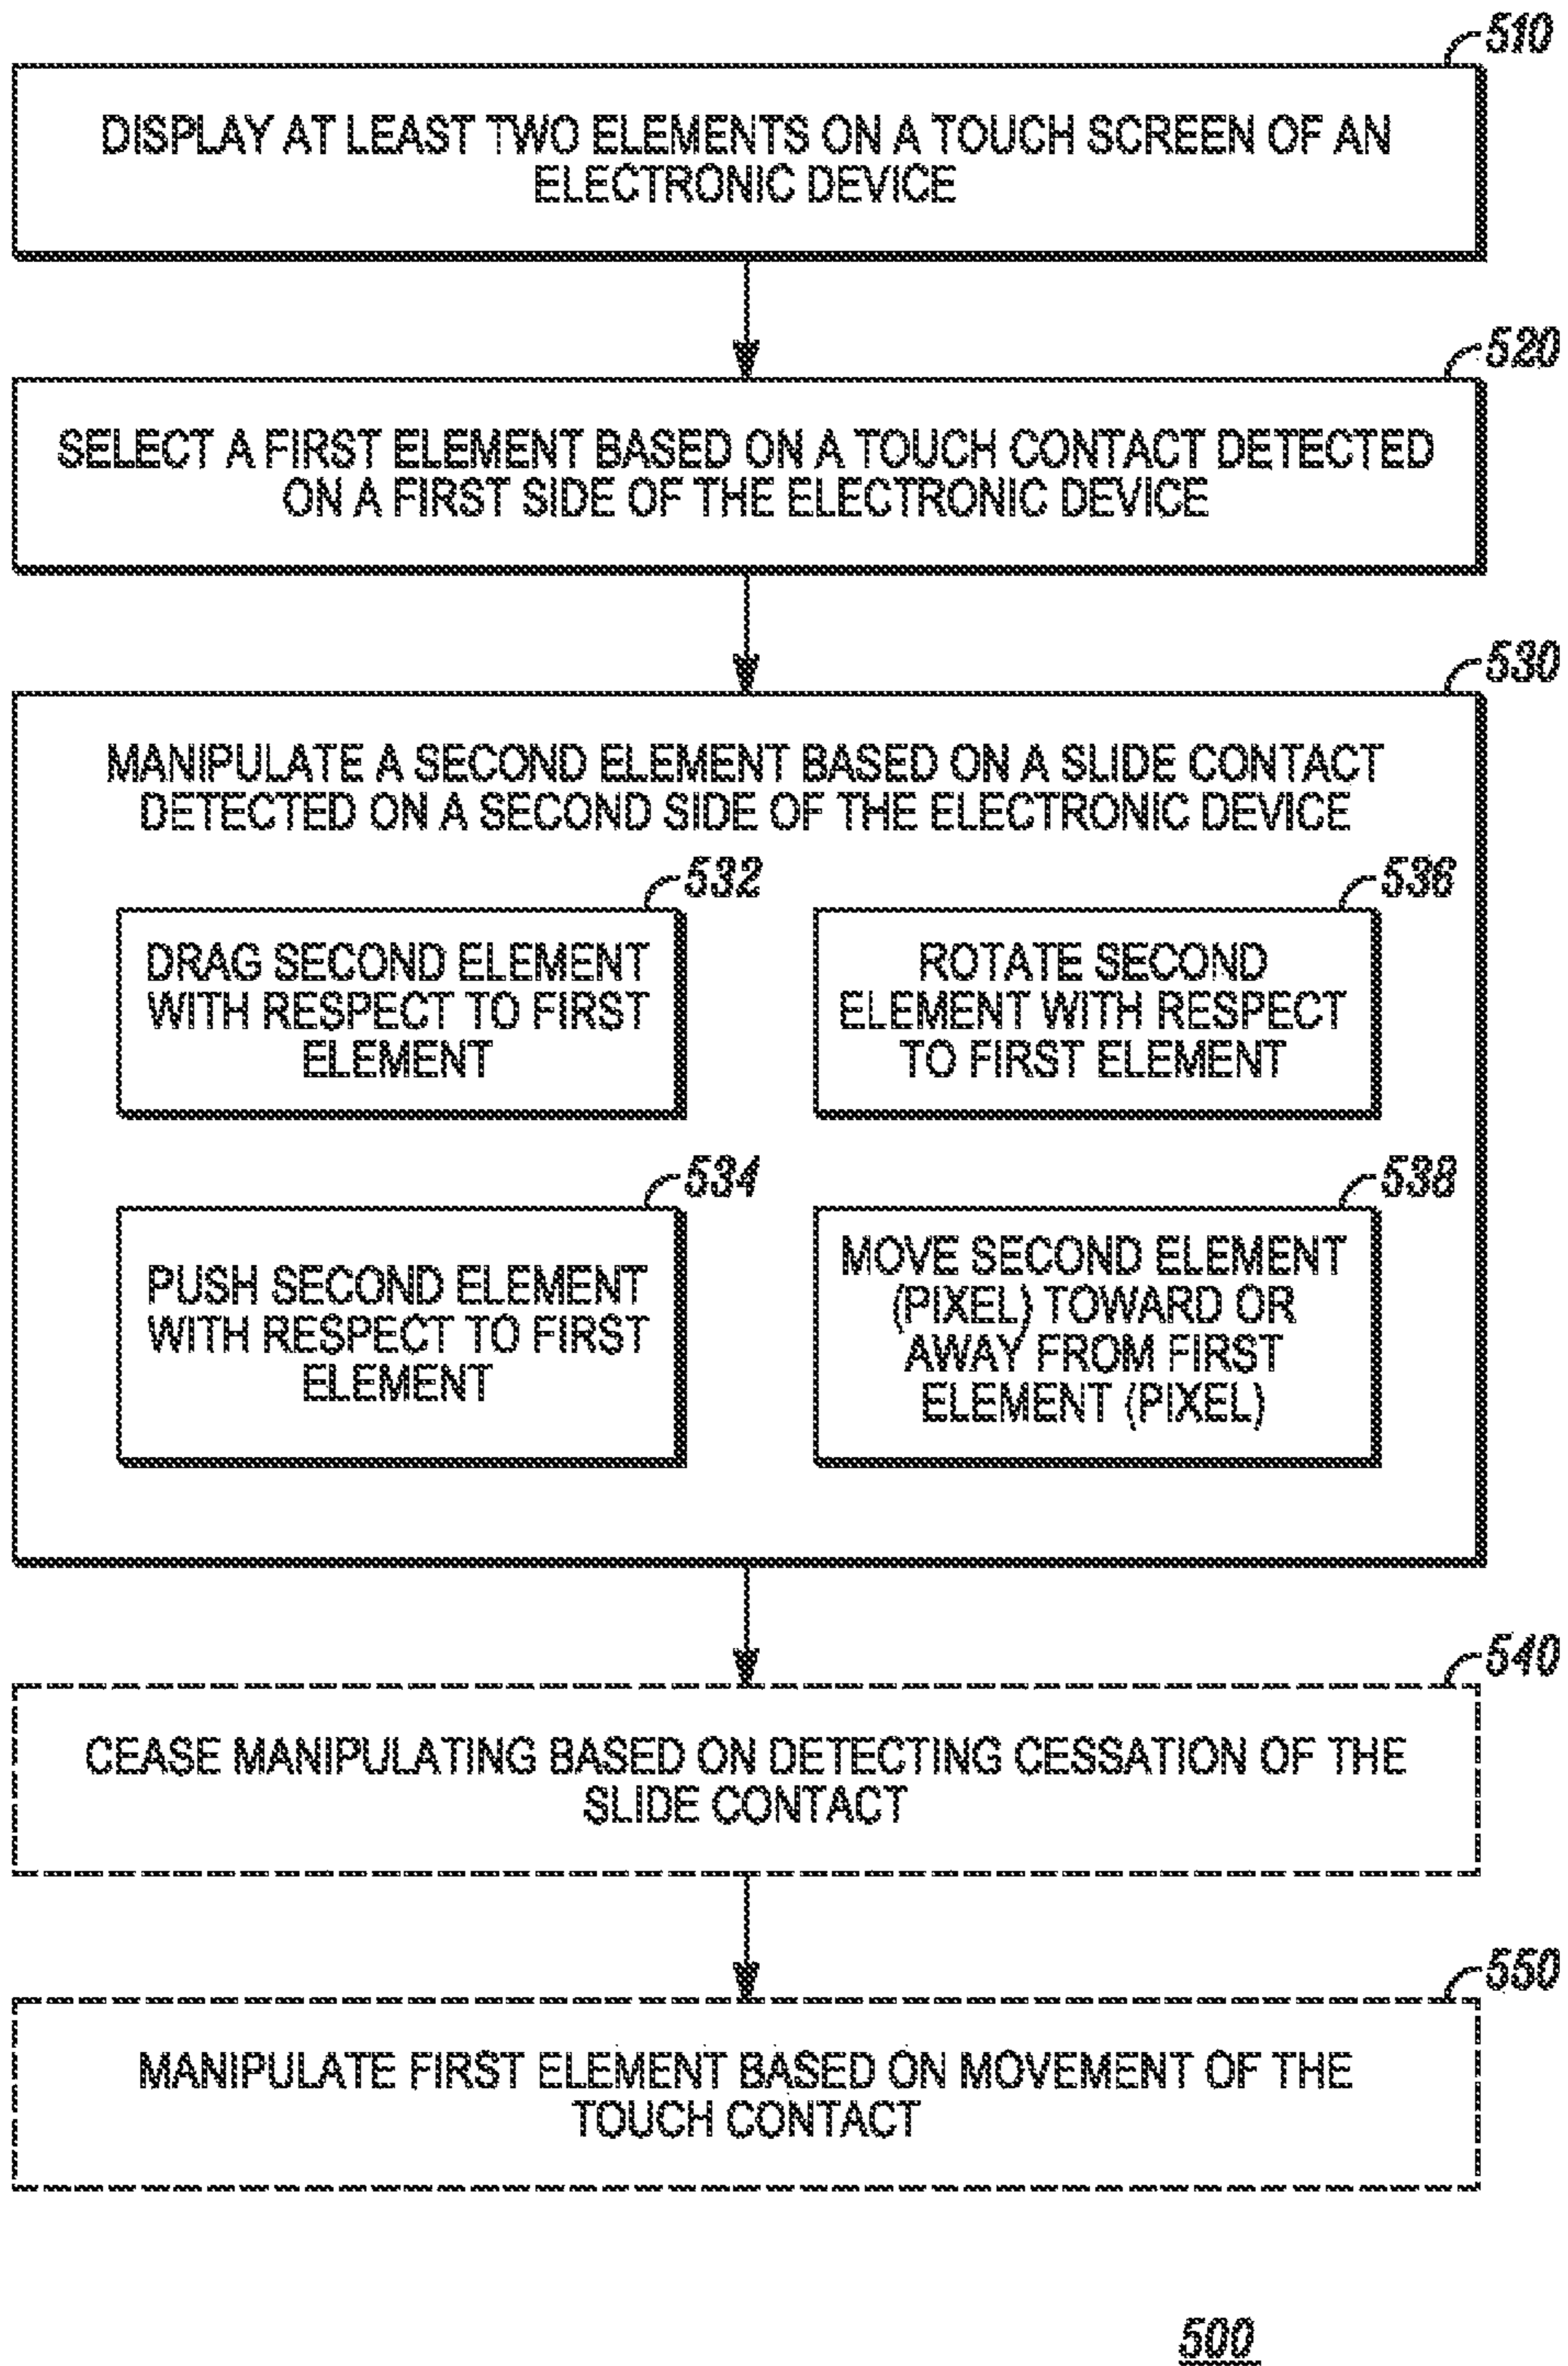 510
DISPLAY AT LEAST TWO ELEMENTS ON A TOUCH SCREEN OF AN
ELECTRONIC DEVICE
520
SELECT A FIRST ELEMENT BASED ON A TOUCH CONTACT DETECTED
ON A FIRST SIDE OF THE ELECTRONIC DEVICE
530
MANIPULATE A SECOND ELEMENT BASED ON A SLIDE CONTACT
DETECTED ON A SECOND SIDE OF THE ELECTRONIC DEVICE
532
DRAG SECOND ELEMENT
WITH RESPECT TO FIRST
ELEMENT
536
ROTATE SECOND
ELEMENT WITH RESPECT
TO FIRST ELEMENT
534
PUSH SECOND ELEMENT
WITH RESPECT TO FIRST
ELEMENT
538
MOVE SECOND ELEMENT
(PIXEL) TOWARD OR
AWAY FROM FIRST
ELEMENT (PIXEL)
540
CEASE MANIPULATING BASED ON DETECTING CESSATION OF THE
SLIDE CONTACT
550
MANIPULATE FIRST ELEMENT BASED ON MOVEMENT OF THE
TOUCH CONTACT
500